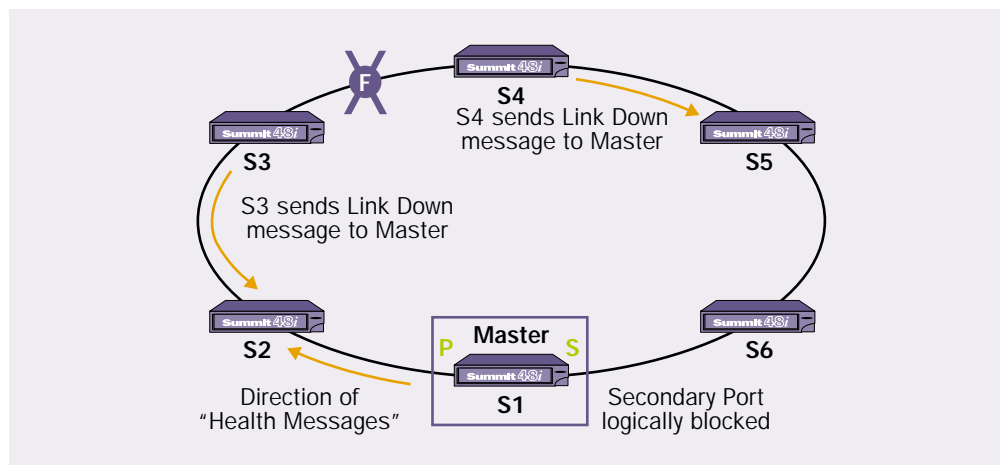 Summit 48i
S4
F
S4 sends Link Down
message to Master
Summit 48i
S3
Summit 48i
S5
S3 sends Link Down
message to Master
Summit 48i
S2
P
Master
S
Summit 48i
S1
Summit 48i
S6
Direction of
"Health Messages"
Secondary Port
logically blocked